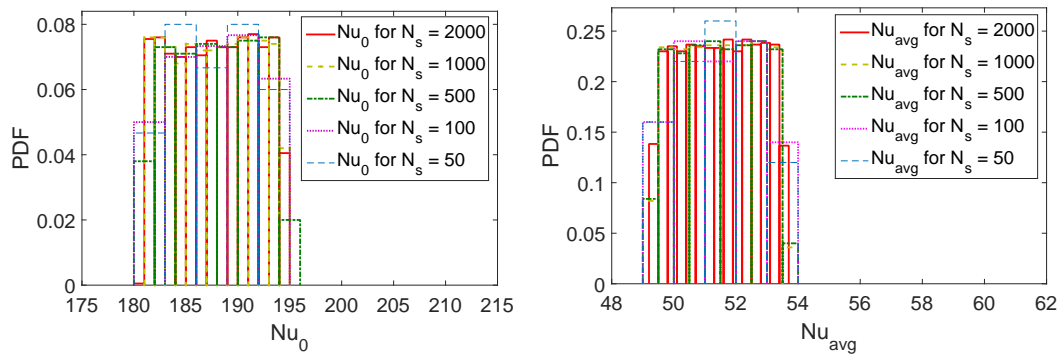 PDF
0.08
0.06
0.04
0.02
0
175
185
190
195
200
205
210
215
180
Nu0
Nu0 for Ns = 2000
Nu0 for Ns = 1000
Nu0 for Ns = 500
Nu0 for Ns = 100
Nu0 for Ns = 50
PDF
0.25
0.2
0.15
0.1
0.05
0
48
50
52
54
56
58
60
62
Nuavg
Nuavg for Ns = 2000
Nuavg for Ns = 1000
Nuavg for Ns = 500
Nuavg for Ns = 100
Nuavg for Ns = 50